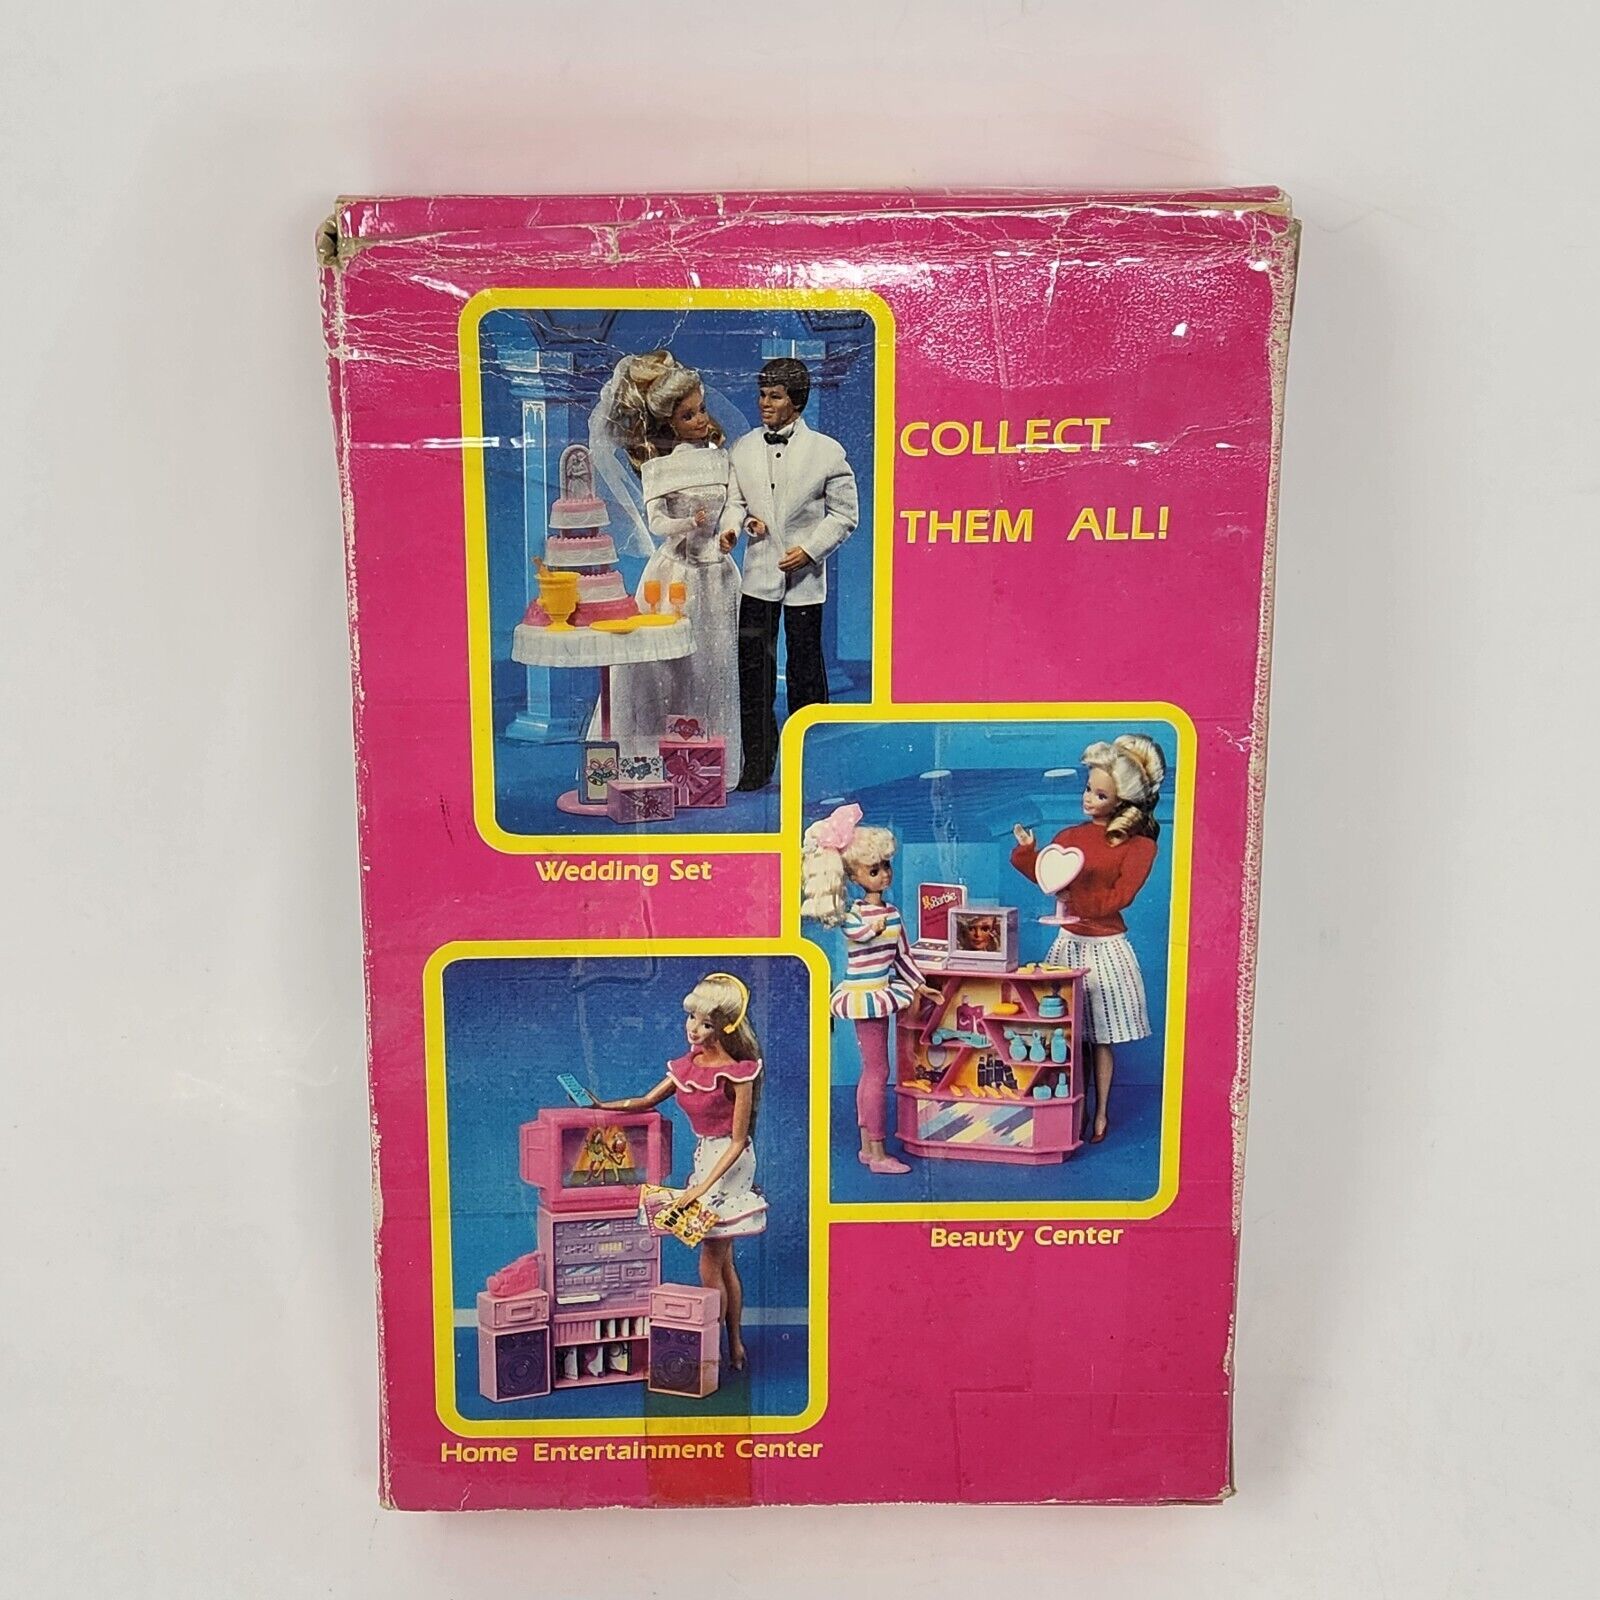 COLLECT
THEM ALL!
Wedding Set
Barbie
Beauty Center
Home Entertainment Center